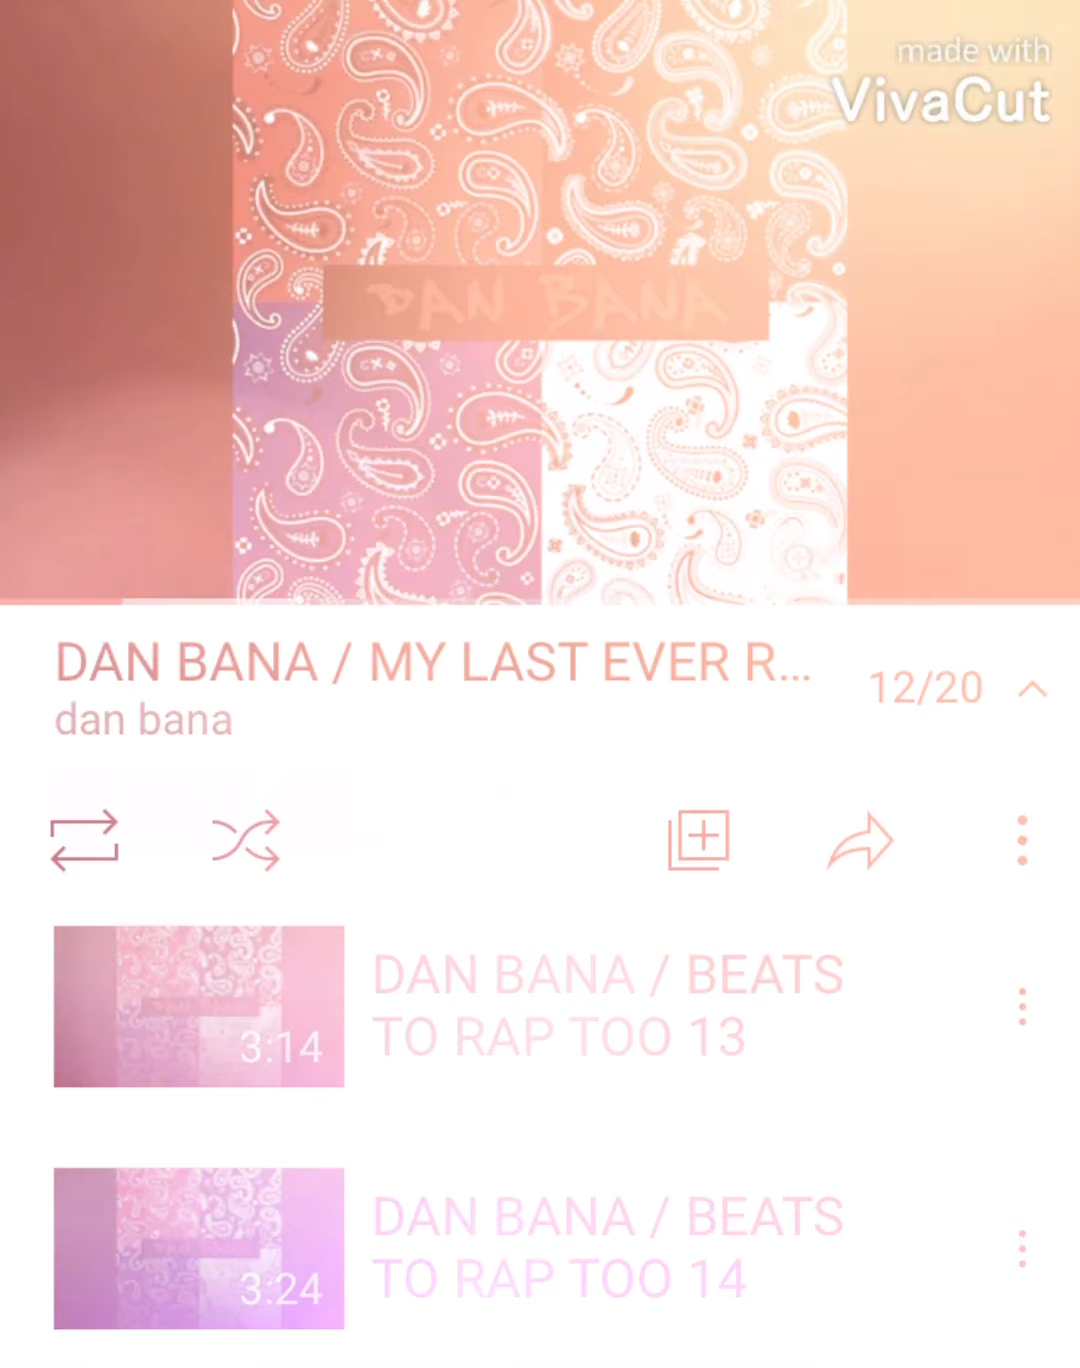 made with
VivaCut
DAN BANA
DAN BANA / MY LAST EVER R...
dan bana
12/20
3:14
DAN BANA / BEATS
TO RAP TOO 13
3:24
DAN BANA / BEATS
TO RAP TOO 14